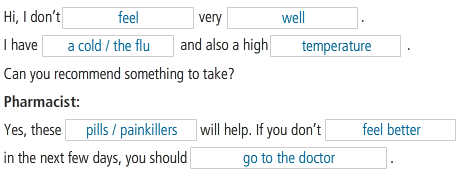 Hi, I don't feel very well .
I have a cold / the flu and also a high temperature .
Can you recommend something to take?
Pharmacist:
Yes, these pills / painkillers will help. If you don't feel better
in the next few days, you should go to the doctor .